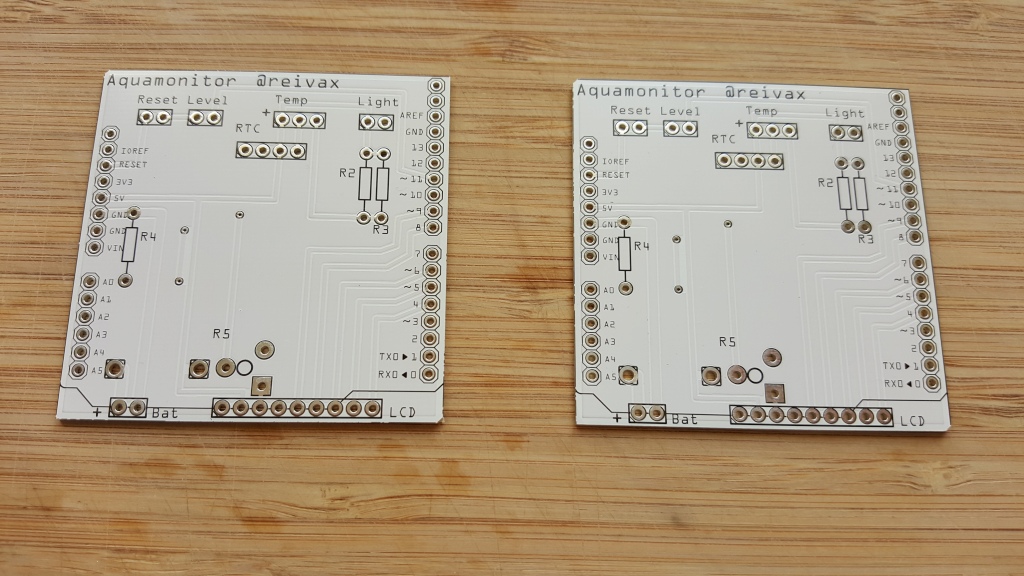 Aquamonitor @reivax
Reset Level Temp Light
+
RTC
AREF
GND
IOREF
RESET
3V3
5V
GND
GND
VIN
R4
R2
R3
13
12
~11
~10
~9
8
7
~6
~5
4
~3
2
TX0▶1
RX0◀0
A0
A1
A2
A3
A4
A5
R5
+ Bat
LCD
Aquamonitor @reivax
Reset Level Temp Light
+
RTC
AREF
GND
IOREF
RESET
3V3
5V
GND
GND
VIN
R4
R2
R3
13
12
~11
~10
~9
8
7
~6
~5
4
~3
2
TX0▶1
RX0◀0
A0
A1
A2
A3
A4
A5
R5
+ Bat
LCD